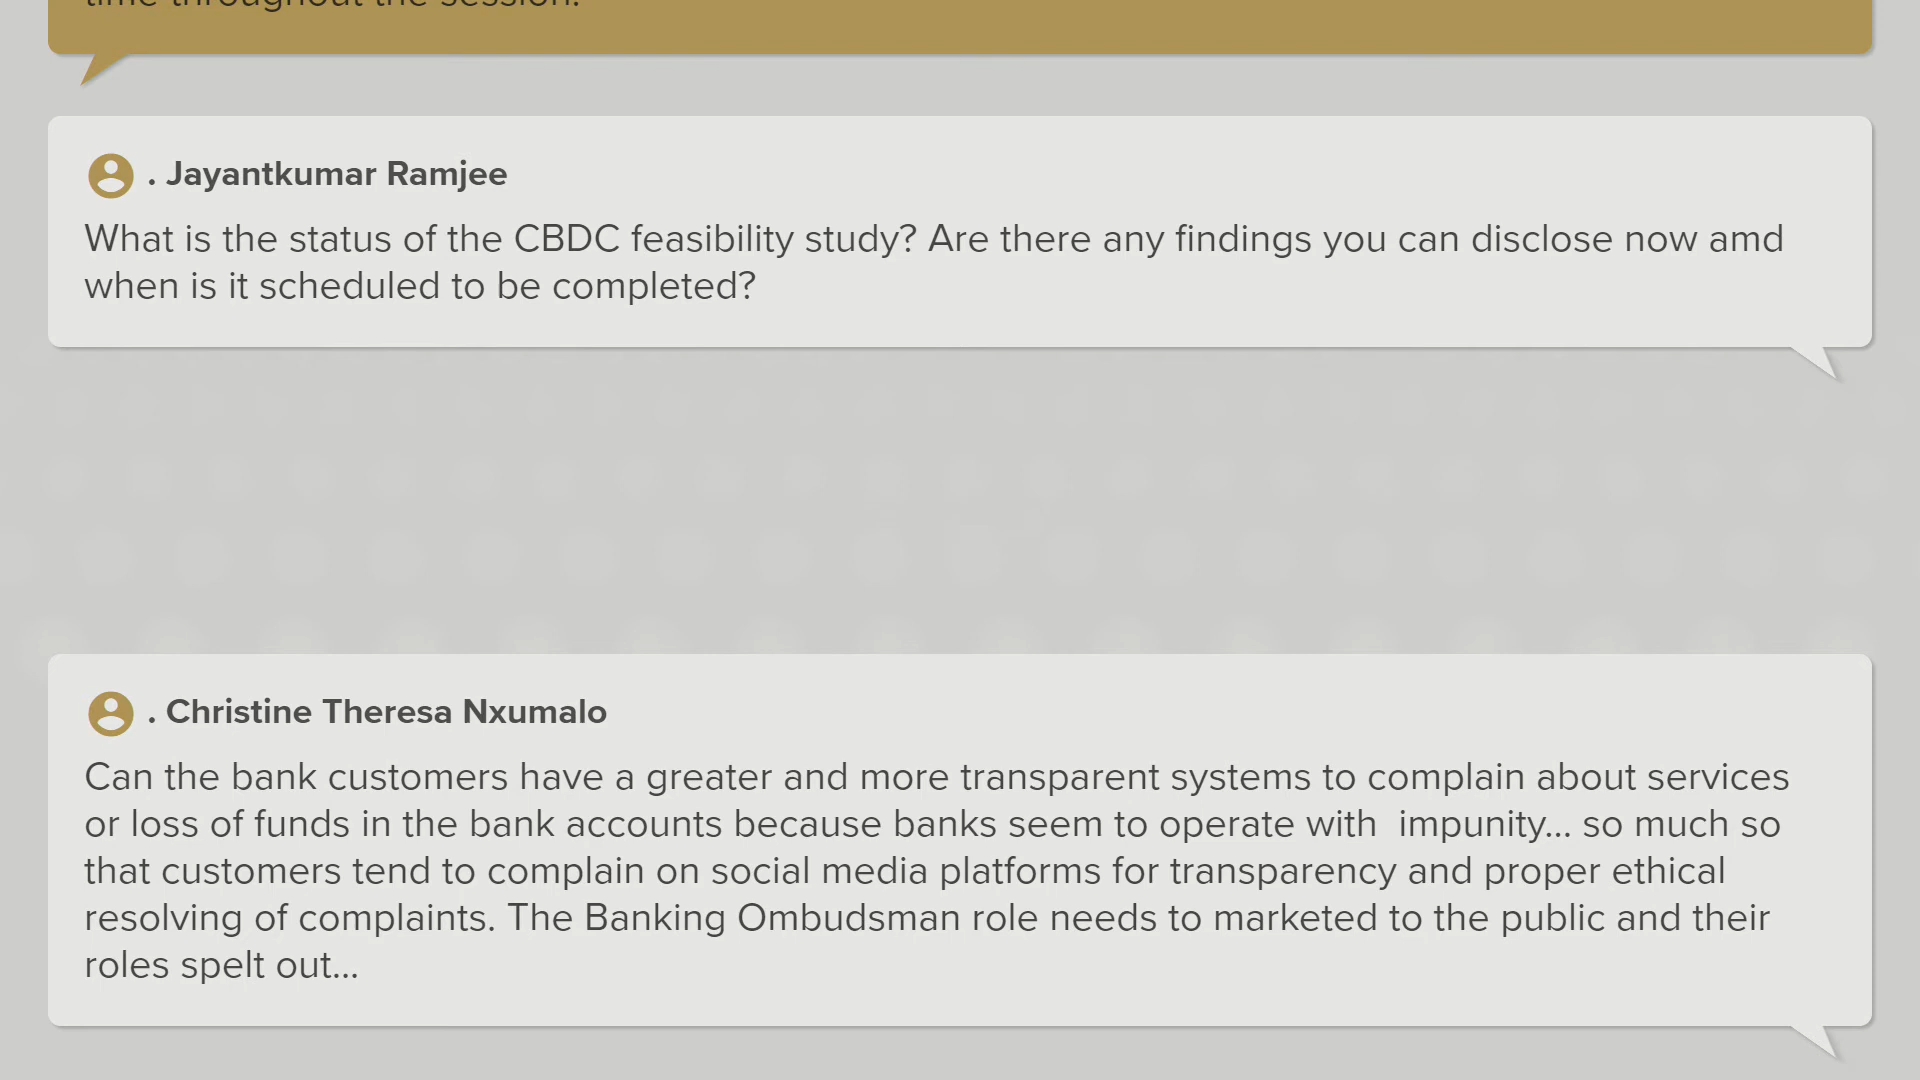 time throughout the session.
. Jayantkumar Ramjee
What is the status of the CBDC feasibility study? Are there any findings you can disclose now amd
when is it scheduled to be completed?
. Christine Theresa Nxumalo
Can the bank customers have a greater and more transparent systems to complain about services
or loss of funds in the bank accounts because banks seem to operate with  impunity... so much so
that customers tend to complain on social media platforms for transparency and proper ethical
resolving of complaints. The Banking Ombudsman role needs to marketed to the public and their
roles spelt out...